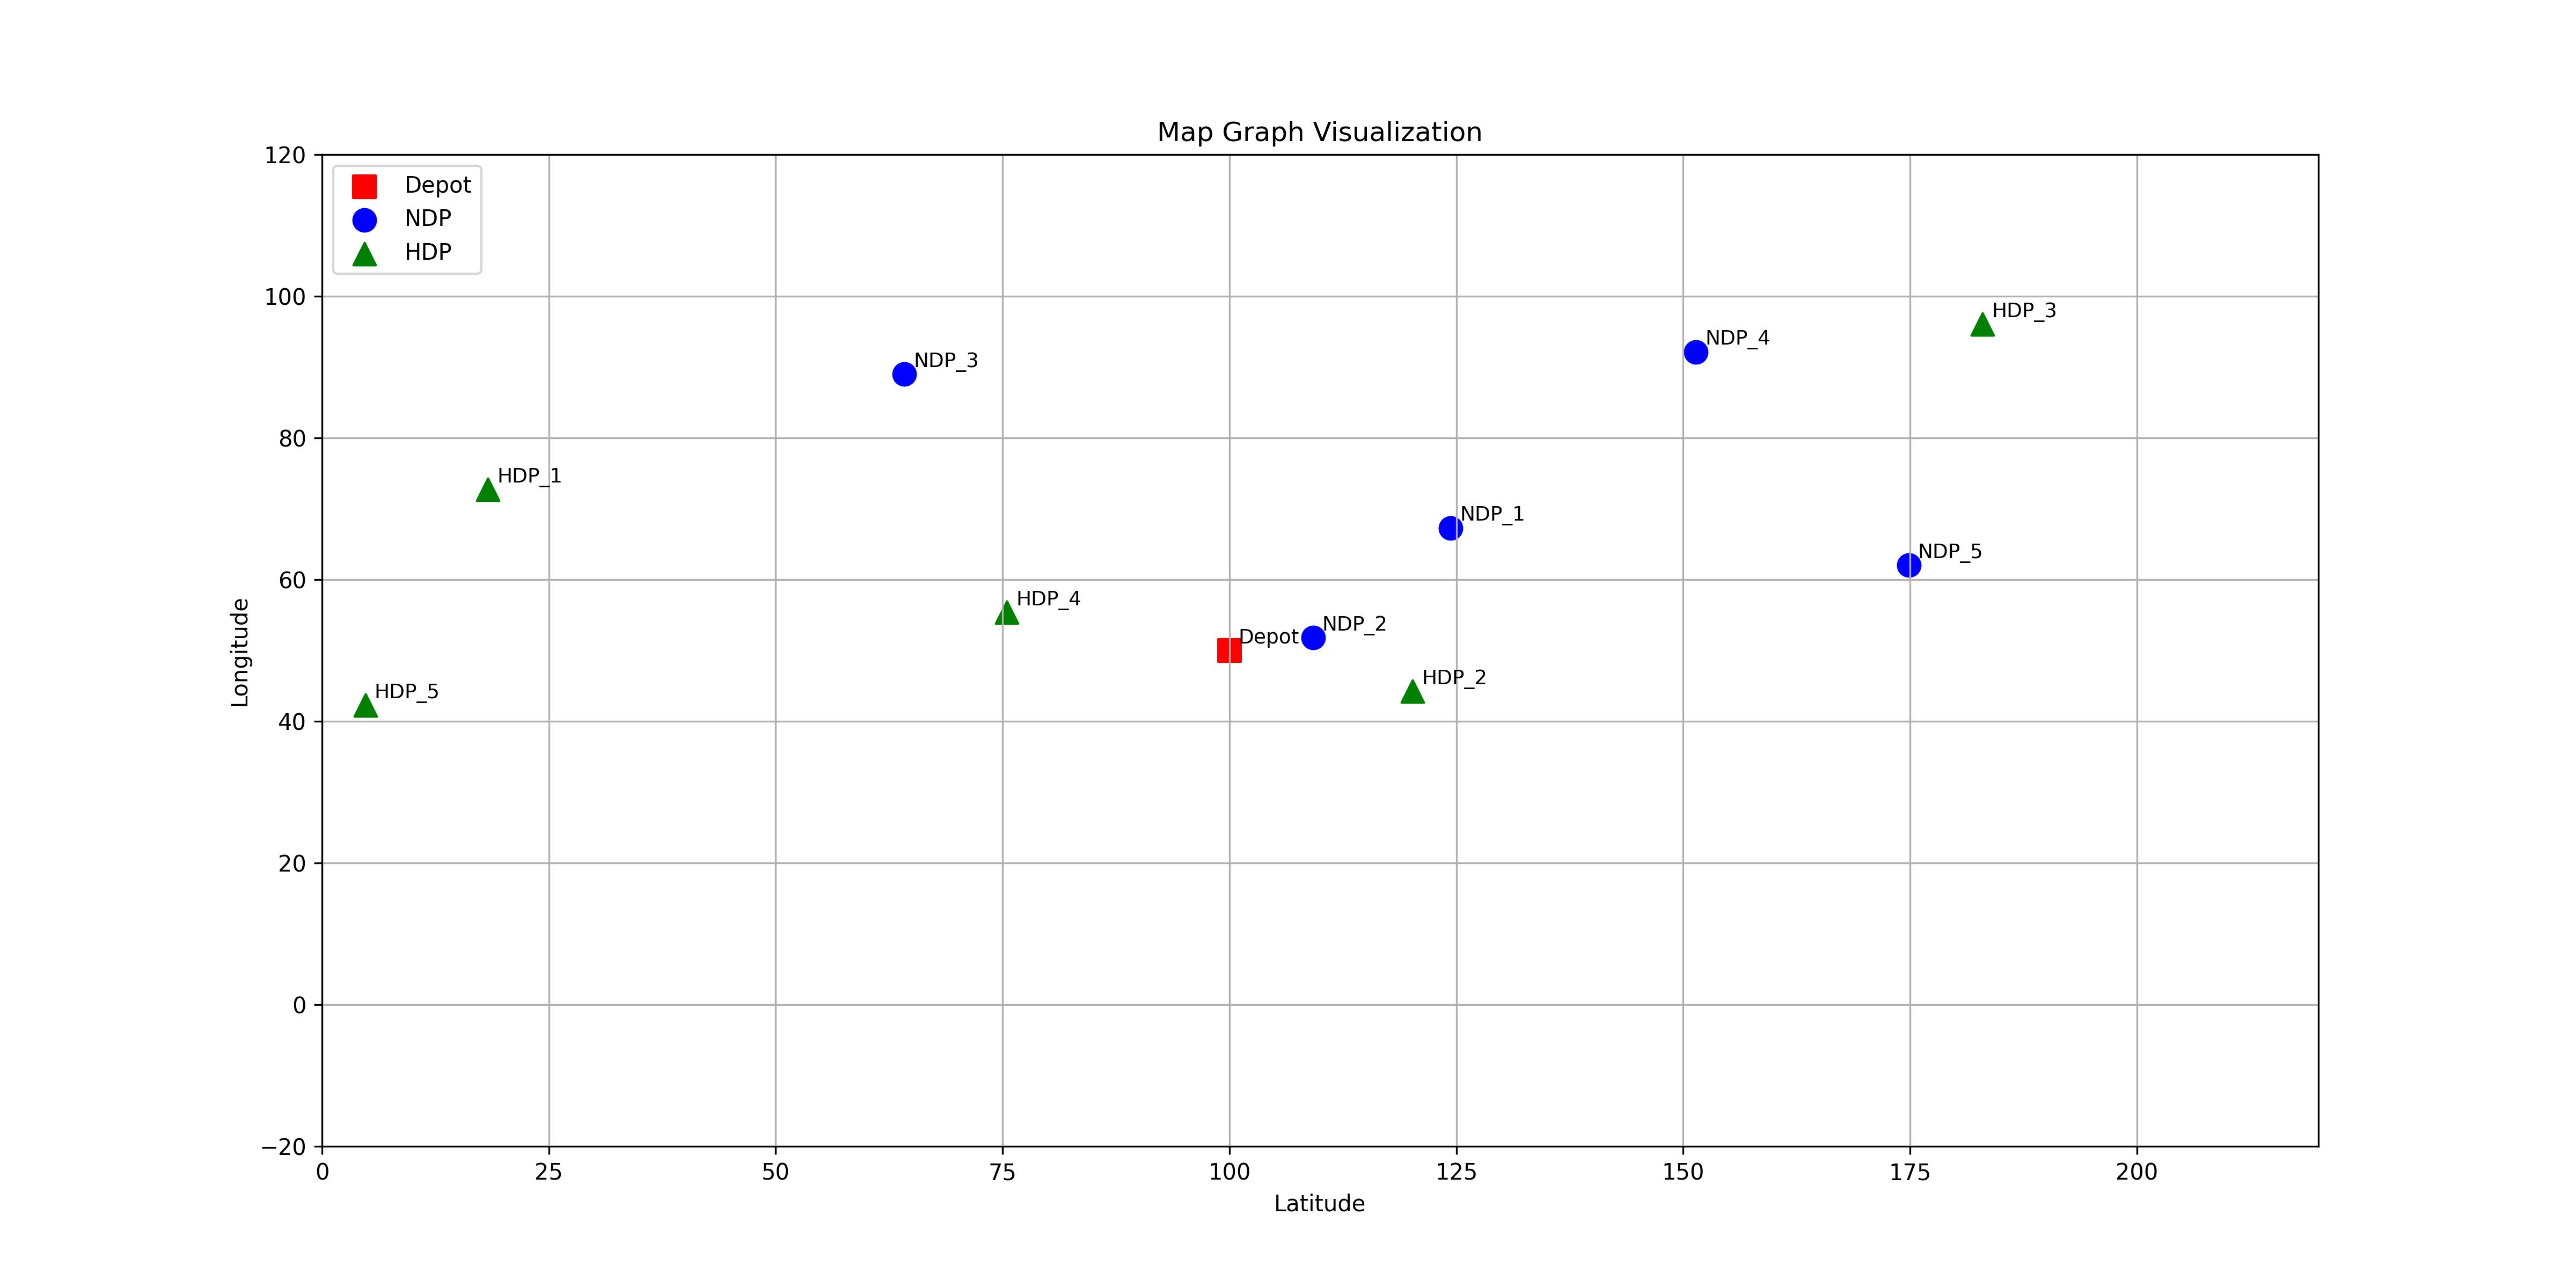 Map Graph Visualization
120
100
80
60
40
20
0
−20
Longitude
Depot
NDP
HDP
HDP_3
NDP_4
NDP_3
HDP_1
NDP_1
NDP_5
HDP_4
NDP_2
Depot
HDP_2
HDP_5
0 25 50 75 100 125 150 175 200
Latitude